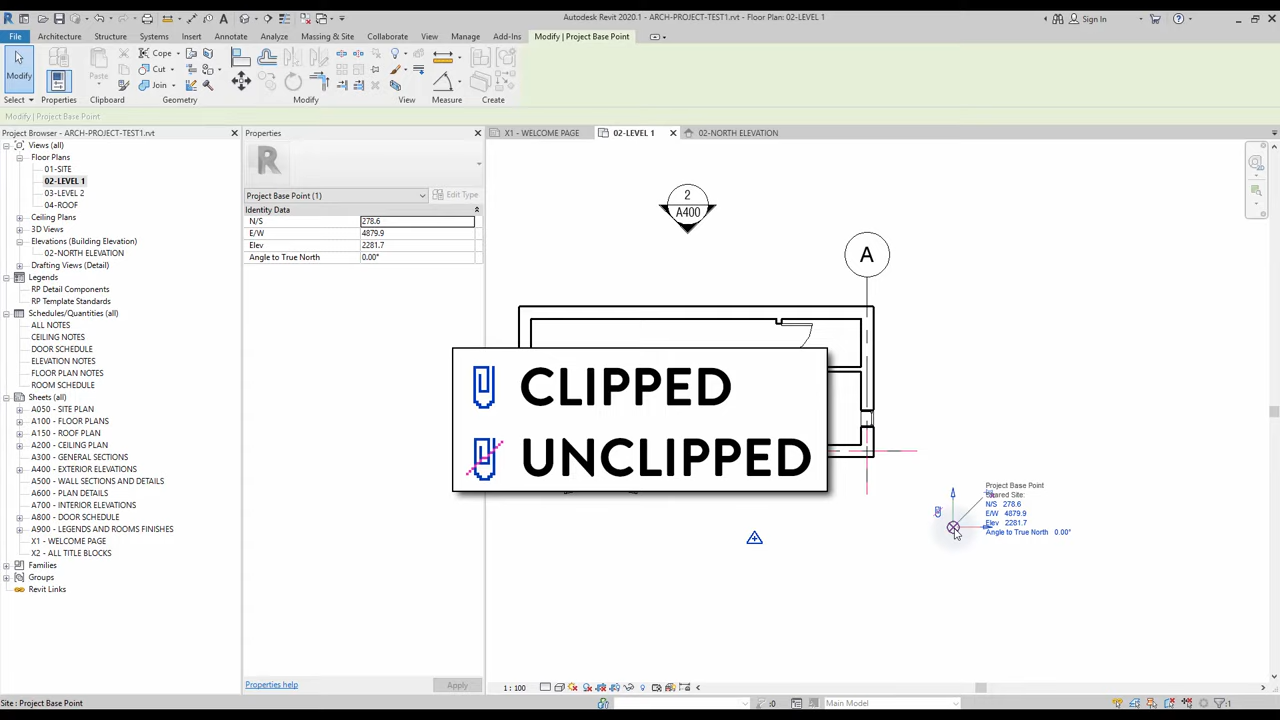 Autodesk Revit 2020.1 - ARCH-PROJECT-TEST1.rvt - Floor Plan: 02-LEVEL 1
Sign In
File Architecture Structure Systems Insert Annotate Analyze Massing & Site Collaborate View Manage Add-Ins Modify | Project Base Point
Modify
Paste
Cope
Cut
Join
Select Properties Clipboard Geometry Modify View Measure Create
Modify | Project Base Point
Project Browser - ARCH-PROJECT-TEST1.rvt
Views (all)
Floor Plans
01-SITE
02-LEVEL 1
03-LEVEL 2
04-ROOF
Ceiling Plans
3D Views
Elevations (Building Elevation)
02-NORTH ELEVATION
Drafting Views (Detail)
Legends
RP Detail Components
RP Template Standards
Schedules/Quantities (all)
ALL NOTES
CEILING NOTES
DOOR SCHEDULE
ELEVATION NOTES
FLOOR PLAN NOTES
ROOM SCHEDULE
Sheets (all)
A050 - SITE PLAN
A100 - FLOOR PLANS
A150 - ROOF PLAN
A200 - CEILING PLAN
A300 - GENERAL SECTIONS
A400 - EXTERIOR ELEVATIONS
A500 - WALL SECTIONS AND DETAILS
A600 - PLAN DETAILS
A700 - INTERIOR ELEVATIONS
A800 - DOOR SCHEDULE
A900 - LEGENDS AND ROOMS FINISHES
X1 - WELCOME PAGE
X2 - ALL TITLE BLOCKS
Families
Groups
Revit Links
Properties
R
Project Base Point (1)
Edit Type
Identity Data
N/S 278.6
E/W 4879.9
Elev 2281.7
Angle to True North 0.00°
Properties help
Apply
X1 - WELCOME PAGE
02-LEVEL 1
02-NORTH ELEVATION
2
A400
A
CLIPPED
UNCLIPPED
Project Base Point
Shared Site:
N/S 278.6
E/W 4879.9
Elev 2281.7
Angle to True North 0.00°
1 : 100
Site : Project Base Point
:0
Main Model
:1